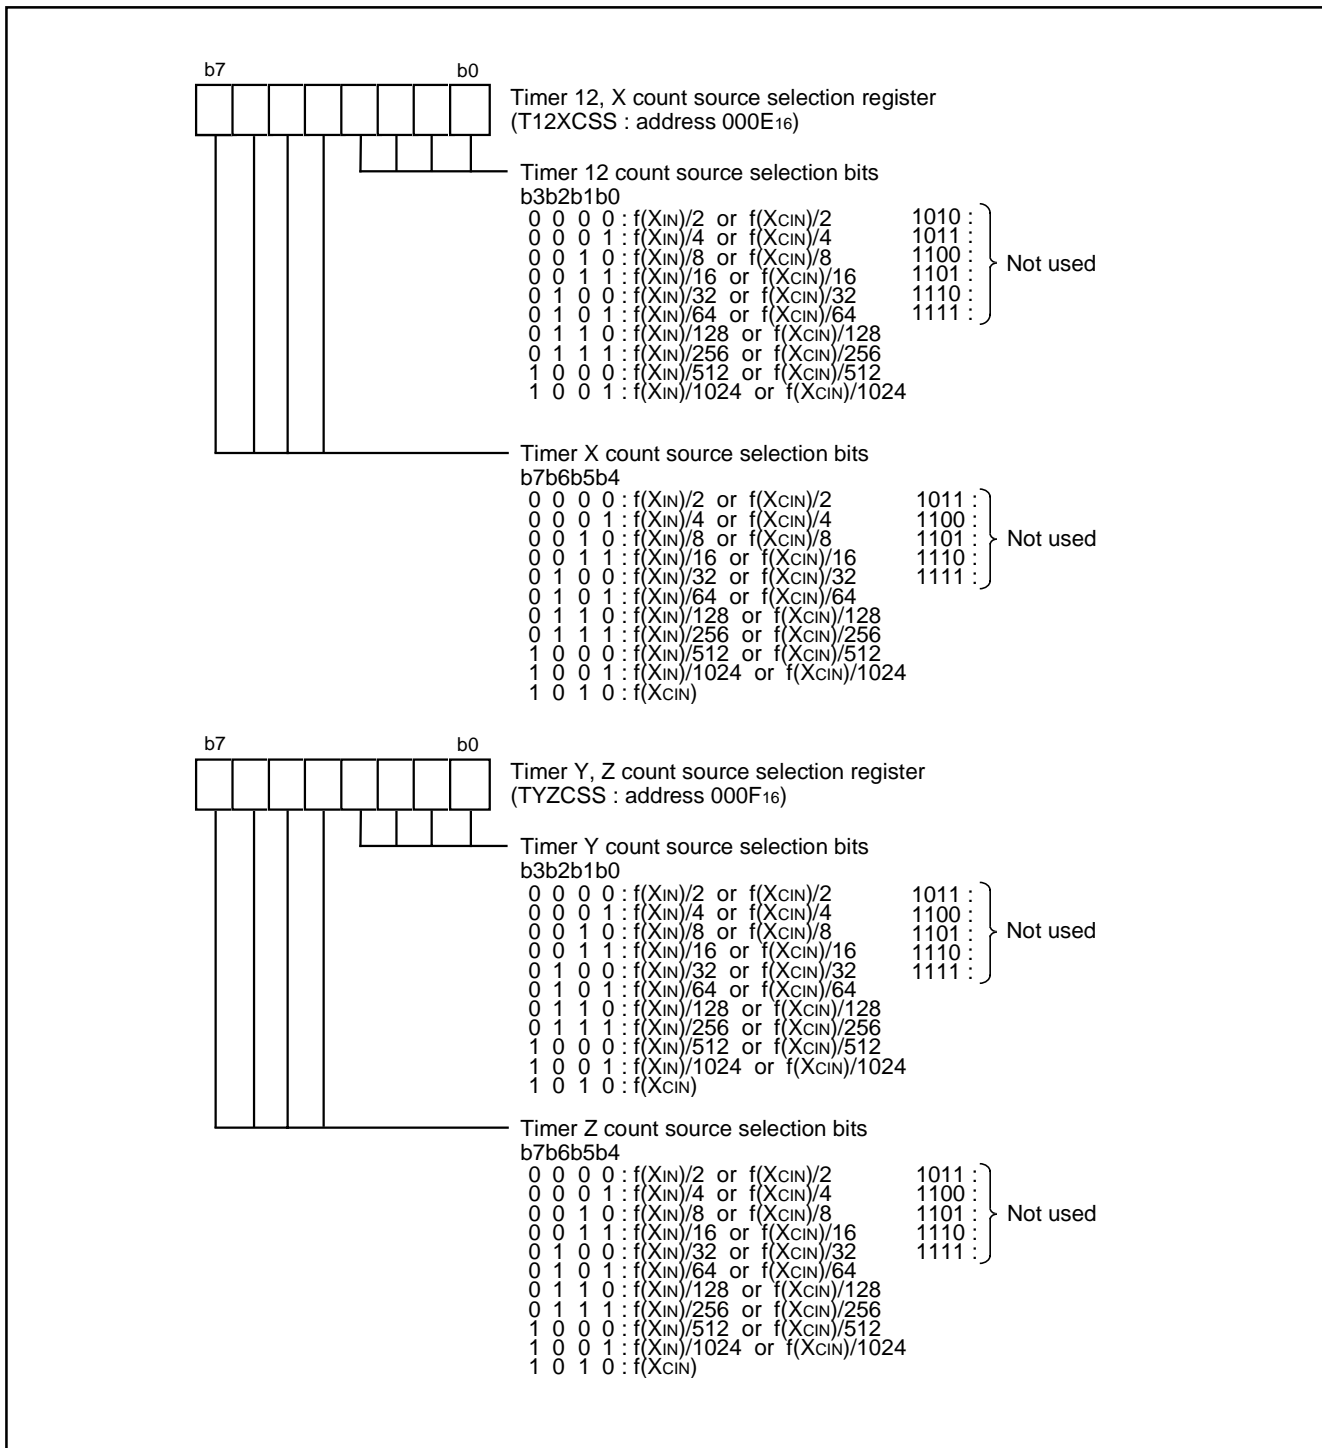 b7 b0
Timer 12, X count source selection register
(T12XCSS : address 000E16)
Timer 12 count source selection bits
b3b2b1b0
0 0 0 0 : f(XIN)/2 or f(XCIN)/2 1010 :
0 0 0 1 : f(XIN)/4 or f(XCIN)/4 1011 :
0 0 1 0 : f(XIN)/8 or f(XCIN)/8 1100 :
Not used
0 0 1 1 : f(XIN)/16 or f(XCIN)/16 1101 :
0 1 0 0 : f(XIN)/32 or f(XCIN)/32 1110 :
0 1 0 1 : f(XIN)/64 or f(XCIN)/64 1111 :
0 1 1 0 : f(XIN)/128 or f(XCIN)/128
0 1 1 1 : f(XIN)/256 or f(XCIN)/256
1 0 0 0 : f(XIN)/512 or f(XCIN)/512
1 0 0 1 : f(XIN)/1024 or f(XCIN)/1024
Timer X count source selection bits
b7b6b5b4
0 0 0 0 : f(XIN)/2 or f(XCIN)/2 1011 :
0 0 0 1 : f(XIN)/4 or f(XCIN)/4 1100 :
0 0 1 0 : f(XIN)/8 or f(XCIN)/8 1101 : Not used
0 0 1 1 : f(XIN)/16 or f(XCIN)/16 1110 :
0 1 0 0 : f(XIN)/32 or f(XCIN)/32 1111 :
0 1 0 1 : f(XIN)/64 or f(XCIN)/64
0 1 1 0 : f(XIN)/128 or f(XCIN)/128
0 1 1 1 : f(XIN)/256 or f(XCIN)/256
1 0 0 0 : f(XIN)/512 or f(XCIN)/512
1 0 0 1 : f(XIN)/1024 or f(XCIN)/1024
1 0 1 0 : f(XCIN)
b7 b0
Timer Y, Z count source selection register
(TYZCSS : address 000F16)
Timer Y count source selection bits
b3b2b1b0
0 0 0 0 : f(XIN)/2 or f(XCIN)/2 1011 :
0 0 0 1 : f(XIN)/4 or f(XCIN)/4 1100 :
0 0 1 0 : f(XIN)/8 or f(XCIN)/8 1101 : Not used
0 0 1 1 : f(XIN)/16 or f(XCIN)/16 1110 :
0 1 0 0 : f(XIN)/32 or f(XCIN)/32 1111 :
0 1 0 1 : f(XIN)/64 or f(XCIN)/64
0 1 1 0 : f(XIN)/128 or f(XCIN)/128
0 1 1 1 : f(XIN)/256 or f(XCIN)/256
1 0 0 0 : f(XIN)/512 or f(XCIN)/512
1 0 0 1 : f(XIN)/1024 or f(XCIN)/1024
1 0 1 0 : f(XCIN)
Timer Z count source selection bits
b7b6b5b4
0 0 0 0 : f(XIN)/2 or f(XCIN)/2 1011 :
0 0 0 1 : f(XIN)/4 or f(XCIN)/4 1100 :
0 0 1 0 : f(XIN)/8 or f(XCIN)/8 1101 : Not used
0 0 1 1 : f(XIN)/16 or f(XCIN)/16 1110 :
0 1 0 0 : f(XIN)/32 or f(XCIN)/32 1111 :
0 1 0 1 : f(XIN)/64 or f(XCIN)/64
0 1 1 0 : f(XIN)/128 or f(XCIN)/128
0 1 1 1 : f(XIN)/256 or f(XCIN)/256
1 0 0 0 : f(XIN)/512 or f(XCIN)/512
1 0 0 1 : f(XIN)/1024 or f(XCIN)/1024
1 0 1 0 : f(XCIN)